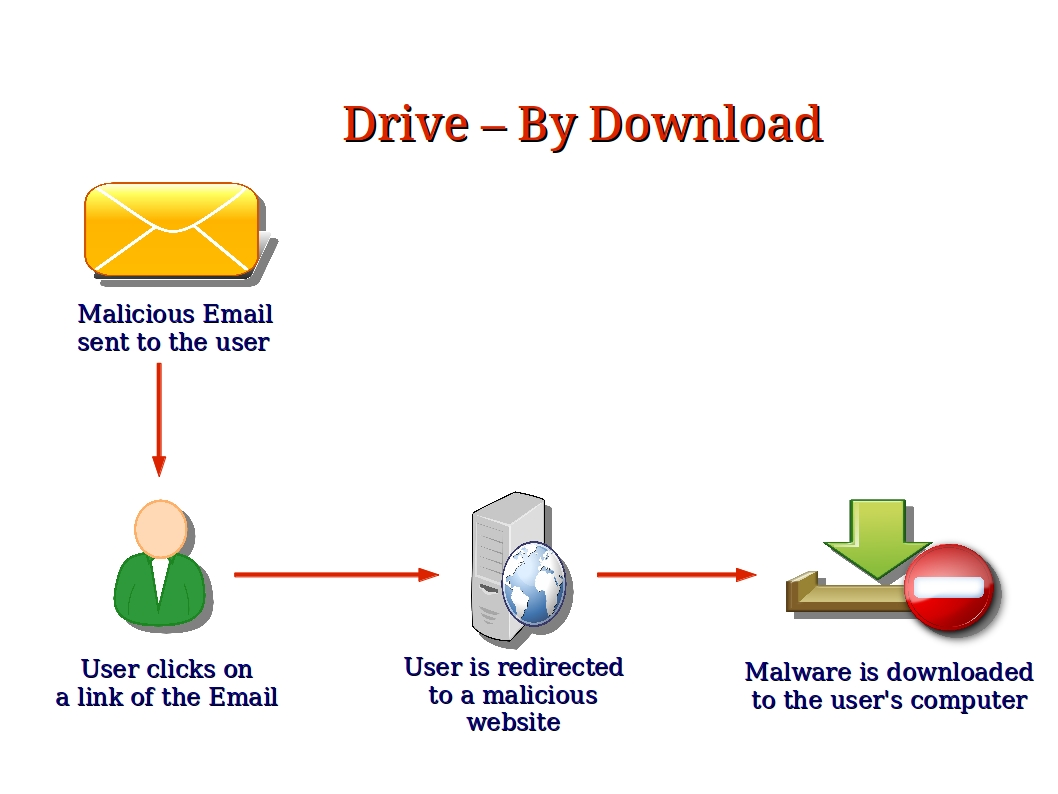 Drive – By Download
Malicious Email
sent to the user
User clicks on
a link of the Email
User is redirected
to a malicious
website
Malware is downloaded
to the user's computer